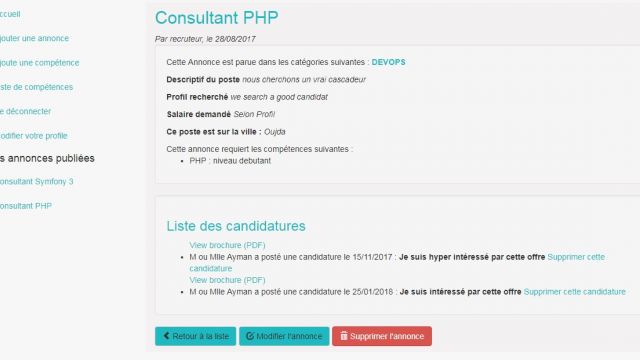 ccueil
jouter une annonce
joute une compétence
ste de compétences
e déconnecter
odifier votre profile
s annonces publiées
onsultant Symfony 3
onsultant PHP
Consultant PHP
Par recruteur, le 28/08/2017
Cette Annonce est parue dans les catégories suivantes : DEVOPS
Descriptif du poste nous cherchons un vrai cascadeur
Profil recherché we search a good candidat
Salaire demandé Selon Profil
Ce poste est sur la ville : Oujda
Cette annonce requiert les compétences suivantes :
PHP : niveau debutant
Liste des candidatures
View brochure (PDF)
M ou Mlle Ayman a posté une candidature le 15/11/2017 : Je suis hyper intéressé par cette offre Supprimer cette
candidature
View brochure (PDF)
M ou Mlle Ayman a posté une candidature le 25/01/2018 : Je suis intéressé par cette offre Supprimer cette candidature
Retour à la liste Modifier l'annonce Supprimer l'annonce